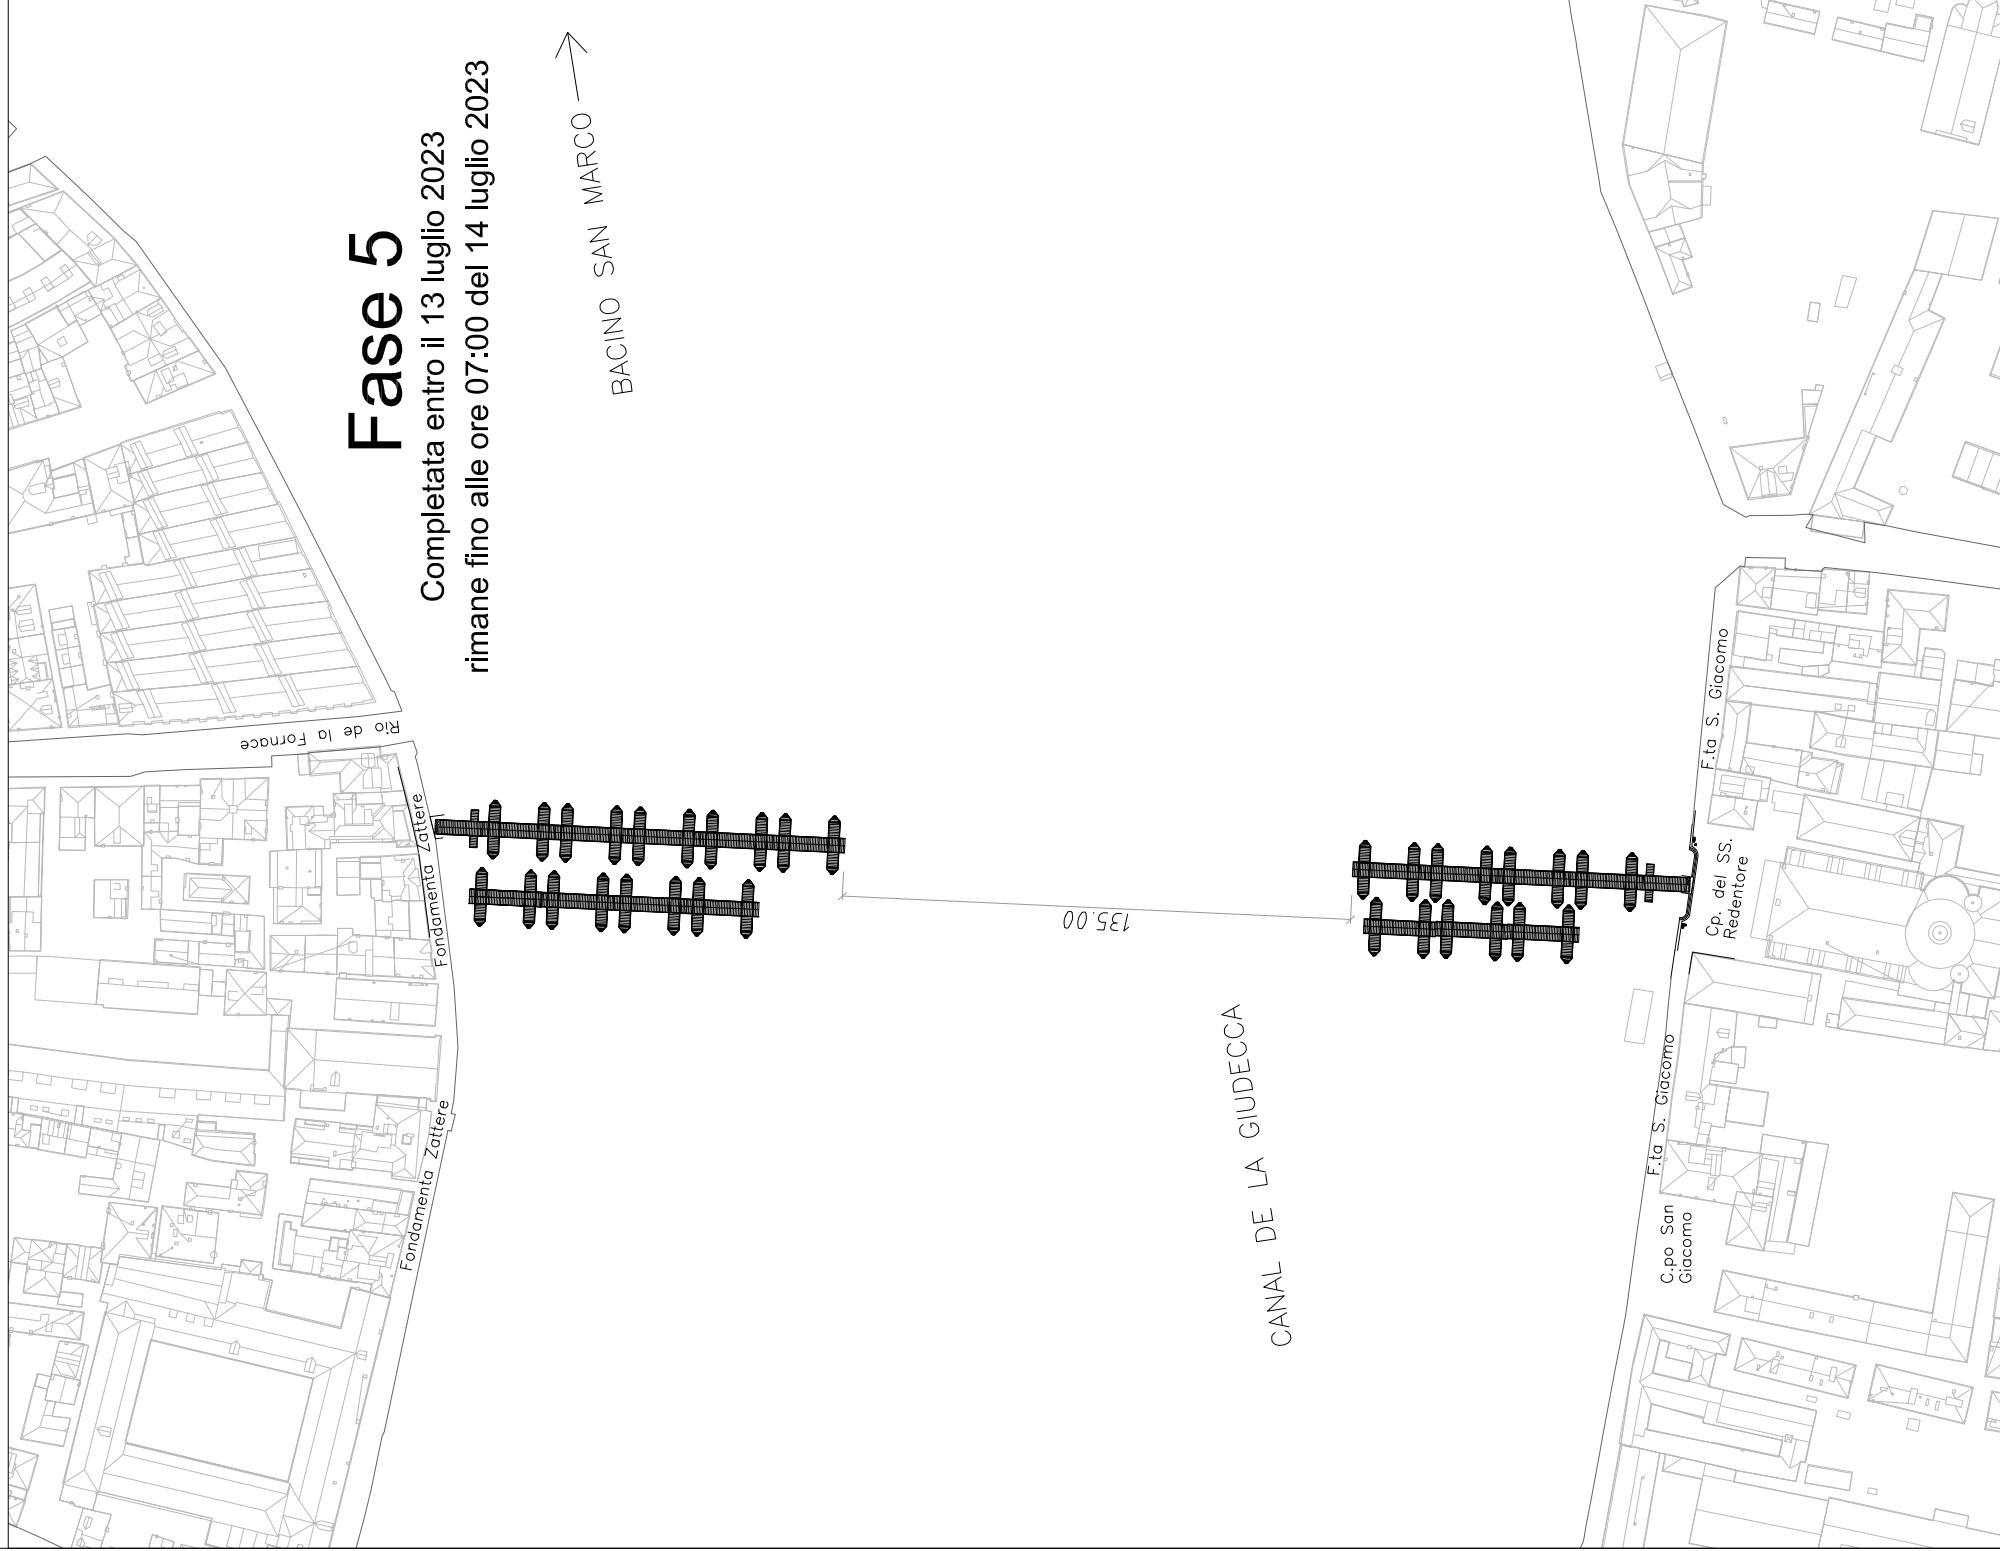 Fase 5
Completata entro il 13 luglio 2023
rimane fino alle ore 07:00 del 14 luglio 2023
BACINO SAN MARCO
Rio de la Fornace
Fondamenta Zattere
Fondamenta Zattere
135.00
CANAL DE LA GIUDECCA
F.ta S. Giacomo
Cp. del SS.
Redentore
F.ta S. Giacomo
C.po San
Giacomo